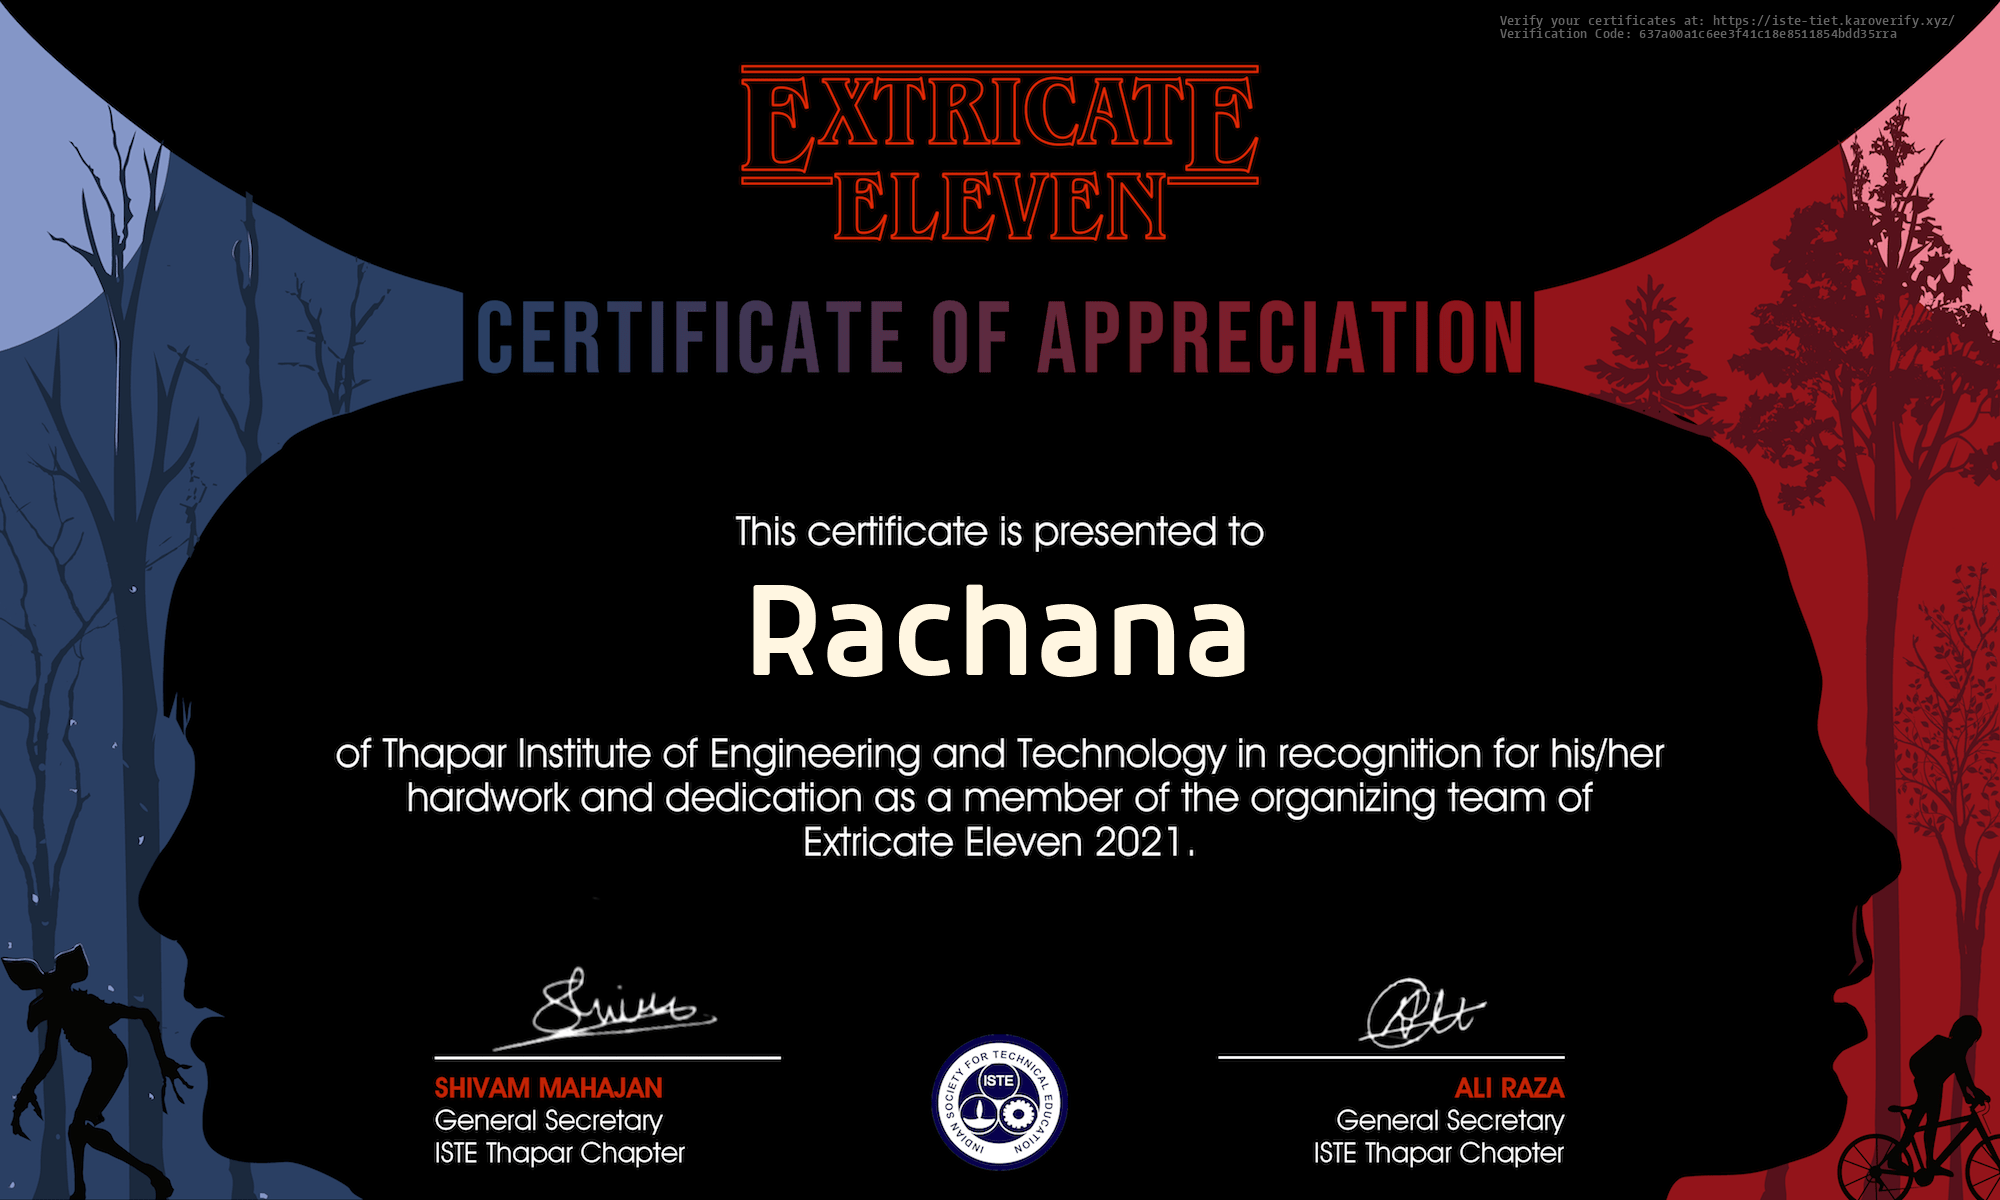 Verify your certificates at: https://iste-tiet.karoverify.xyz/
Verification Code: 637a00a1c6ee3f41c18e8511854bdd35rra
EXTRICATE
ELEVEN
CERTIFICATE OF APPRECIATION
This certificate is presented to
Rachana
of Thapar Institute of Engineering and Technology in recognition for his/her
hardwork and dedication as a member of the organizing team of
Extricate Eleven 2021.
SHIVAM MAHAJAN
General Secretary
ISTE Thapar Chapter
INDIAN SOCIETY FOR TECHNICAL EDUCATION
ISTE
ALI RAZA
General Secretary
ISTE Thapar Chapter